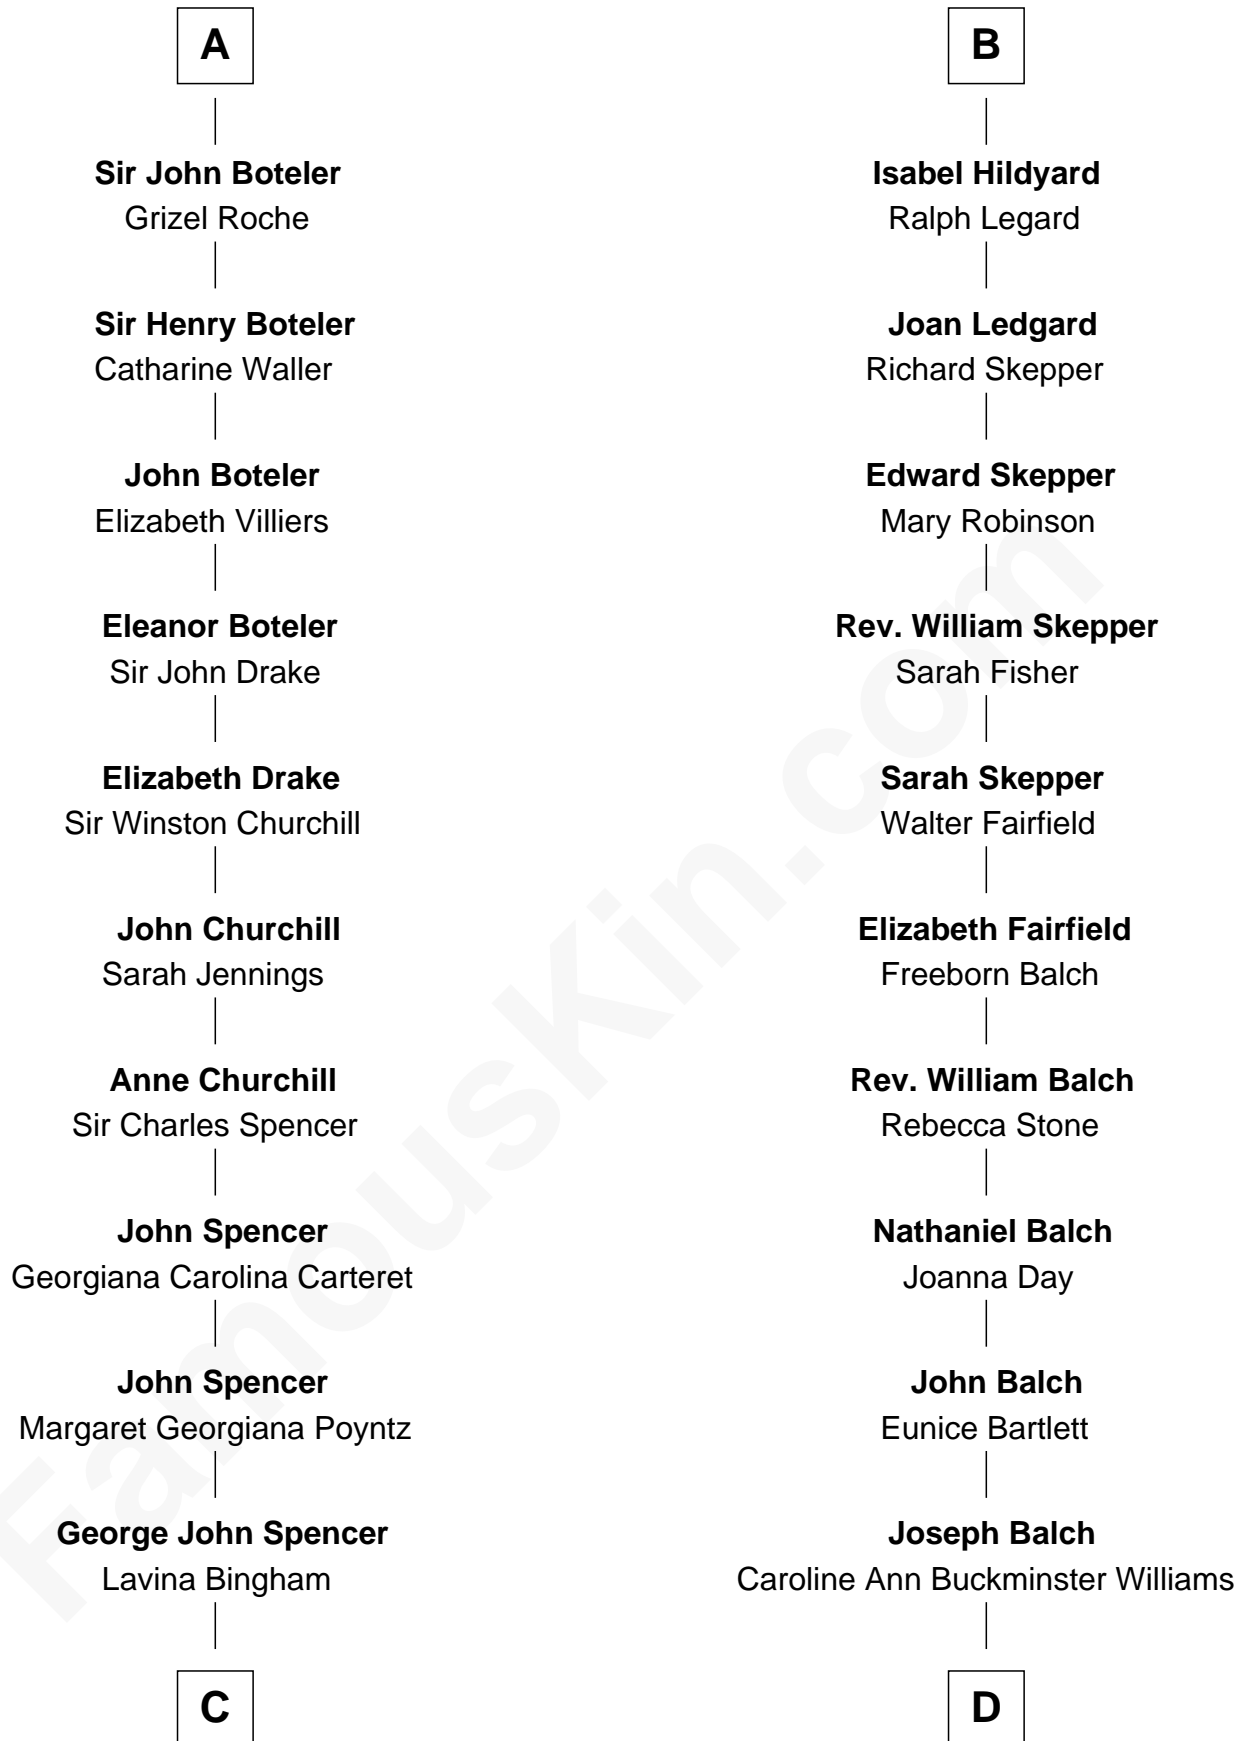 A
Sir John Boteler
Grizel Roche
Sir Henry Boteler
Catharine Waller
John Boteler
Elizabeth Villiers
Eleanor Boteler
Sir John Drake
Elizabeth Drake
Sir Winston Churchill
John Churchill
Sarah Jennings
Anne Churchill
Sir Charles Spencer
John Spencer
Georgiana Carolina Carteret
John Spencer
Margaret Georgiana Poyntz
George John Spencer
Lavina Bingham
C
B
Isabel Hildyard
Ralph Legard
Joan Ledgard
Richard Skepper
Edward Skepper
Mary Robinson
Rev. William Skepper
Sarah Fisher
Sarah Skepper
Walter Fairfield
Elizabeth Fairfield
Freeborn Balch
Rev. William Balch
Rebecca Stone
Nathaniel Balch
Joanna Day
John Balch
Eunice Bartlett
Joseph Balch
Caroline Ann Buckminster Williams
D
FamousKin.com